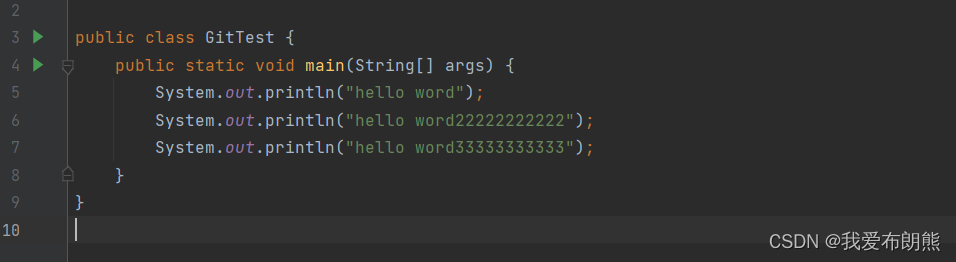 2
3 public class GitTest {
4     public static void main(String[] args) {
5         System.out.println("hello word");
6         System.out.println("hello word22222222222");
7         System.out.println("hello word33333333333");
8     }
9 }
10
CSDN @我爱布朗熊